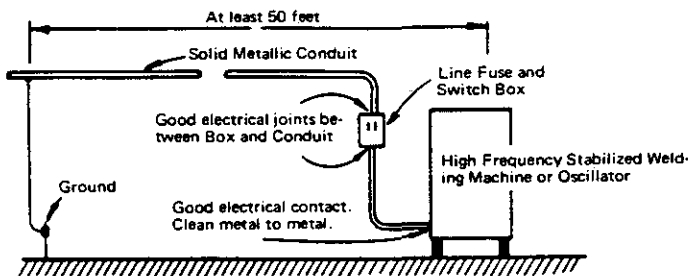 At least 50 feet
Solid Metallic Conduit
Line Fuse and
Switch Box
Good electrical joints be-
tween Box and Conduit
High Frequency Stabilized Weld-
ing Machine or Oscillator
Ground
Good electrical contact.
Clean metal to metal.